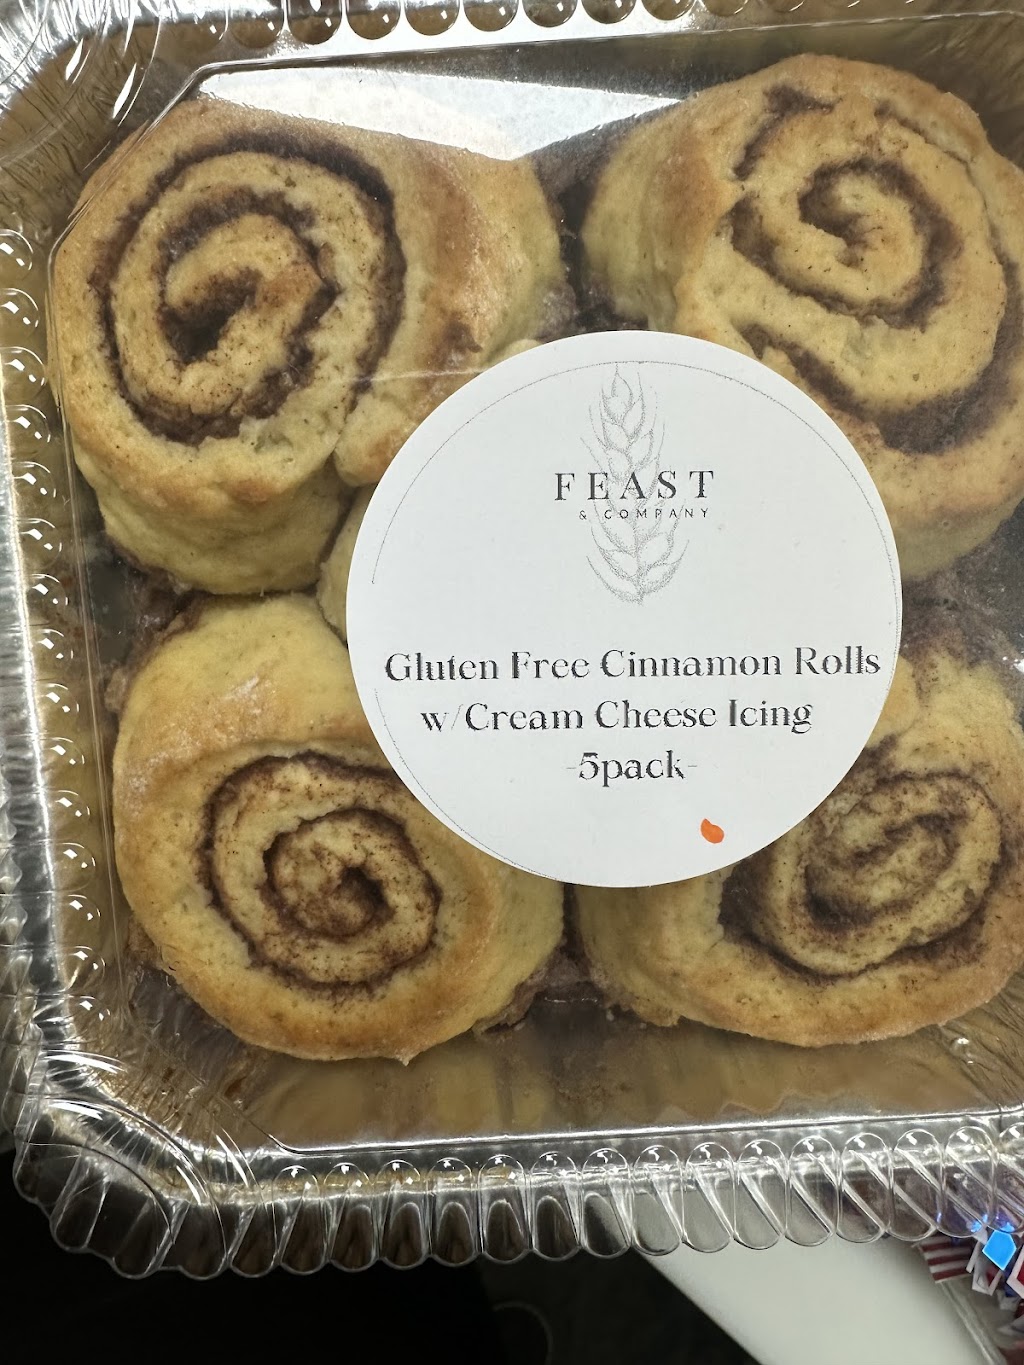 FEAST
& COMPANY
Gluten Free Cinnamon Rolls
w/Cream Cheese Icing
-5pack-